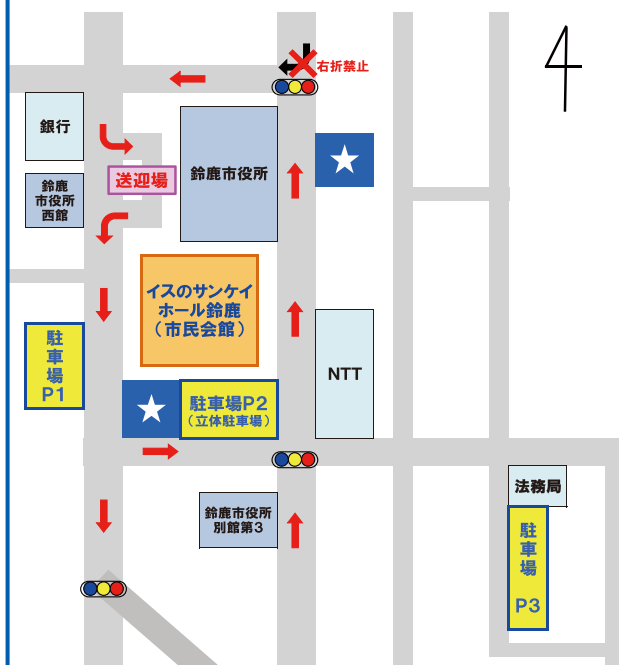 右折禁止
銀行
鈴鹿市役所
送迎場
鈴鹿
市役所
西館
イスのサンケイ
ホール鈴鹿
（市民会館）
駐車場
P1
NTT
駐車場P2
（立体駐車場）
法務局
鈴鹿市役所
別館第3
駐車場
P3